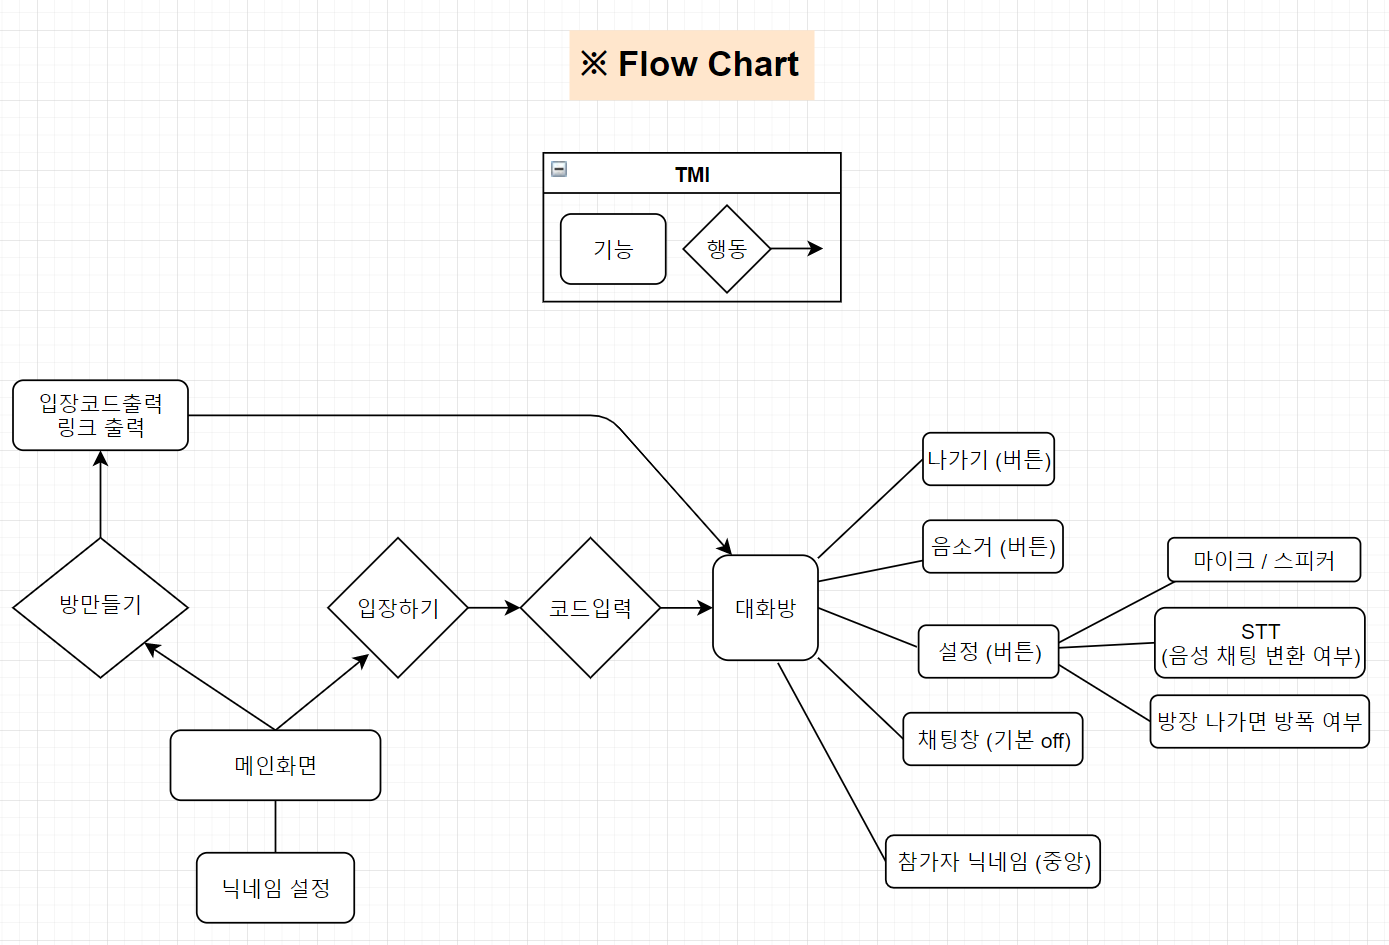 ※ Flow Chart
TMI
기능
행동
입장코드출력
링크 출력
방만들기
입장하기
코드입력
대화방
메인화면
닉네임 설정
나가기 (버튼)
음소거 (버튼)
설정 (버튼)
채팅창 (기본 off)
참가자 닉네임 (중앙)
마이크 / 스피커
STT
(음성 채팅 변환 여부)
방장 나가면 방폭 여부